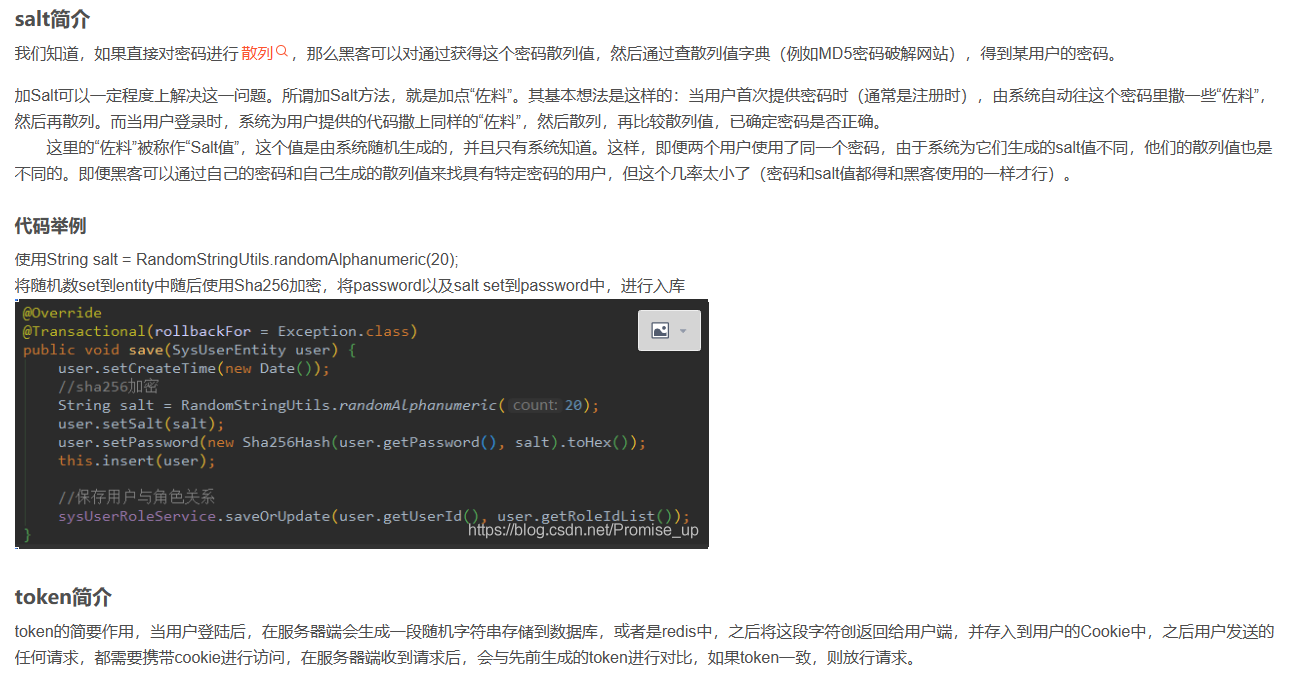 salt简介
我们知道，如果直接对密码进行散列，那么黑客可以对通过获得这个密码散列值，然后通过查散列值字典（例如MD5密码破解网站），得到某用户的密码。
加Salt可以一定程度上解决这一问题。所谓加Salt方法，就是加点“佐料”。其基本想法是这样的：当用户首次提供密码时（通常是注册时），由系统自动往这个密码里撒一些“佐料”，
然后再散列。而当用户登录时，系统为用户提供的代码撒上同样的“佐料”，然后散列，再比较散列值，已确定密码是否正确。
这里的“佐料”被称作“Salt值”，这个值是由系统随机生成的，并且只有系统知道。这样，即便两个用户使用了同一个密码，由于系统为它们生成的salt值不同，他们的散列值也是
不同的。即便黑客可以通过自己的密码和自己生成的散列值来找具有特定密码的用户，但这个几率太小了（密码和salt值都得和黑客使用的一样才行）。
代码举例
使用String salt = RandomStringUtils.randomAlphanumeric(20);
将随机数set到entity中随后使用Sha256加密，将password以及salt set到password中，进行入库
@Override
@Transactional(rollbackFor = Exception.class)
public void save(SysUserEntity user) {
user.setCreateTime(new Date());
//sha256加密
String salt = RandomStringUtils.randomAlphanumeric( count: 20);
user.setSalt(salt);
user.setPassword(new Sha256Hash(user.getPassword(), salt).toHex());
this.insert(user);
//保存用户与角色关系
sysUserRoleService.saveOrUpdate(user.getUserId(), user.getRoleIdList());
https://blog.csdn.net/Promise_up
}
token简介
token的简要作用，当用户登陆后，在服务器端会生成一段随机字符串存储到数据库，或者是redis中，之后将这段字符创返回给用户端，并存入到用户的Cookie中，之后用户发送的
任何请求，都需要携带cookie进行访问，在服务器端收到请求后，会与先前生成的token进行对比，如果token一致，则放行请求。